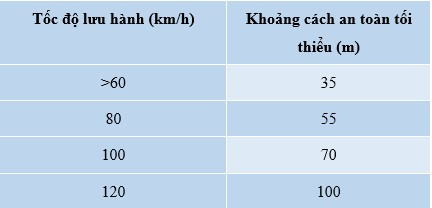 Tốc độ lưu hành (km/h)
Khoảng cách an toàn tối
thiểu (m)
>60
35
80
55
100
70
120
100